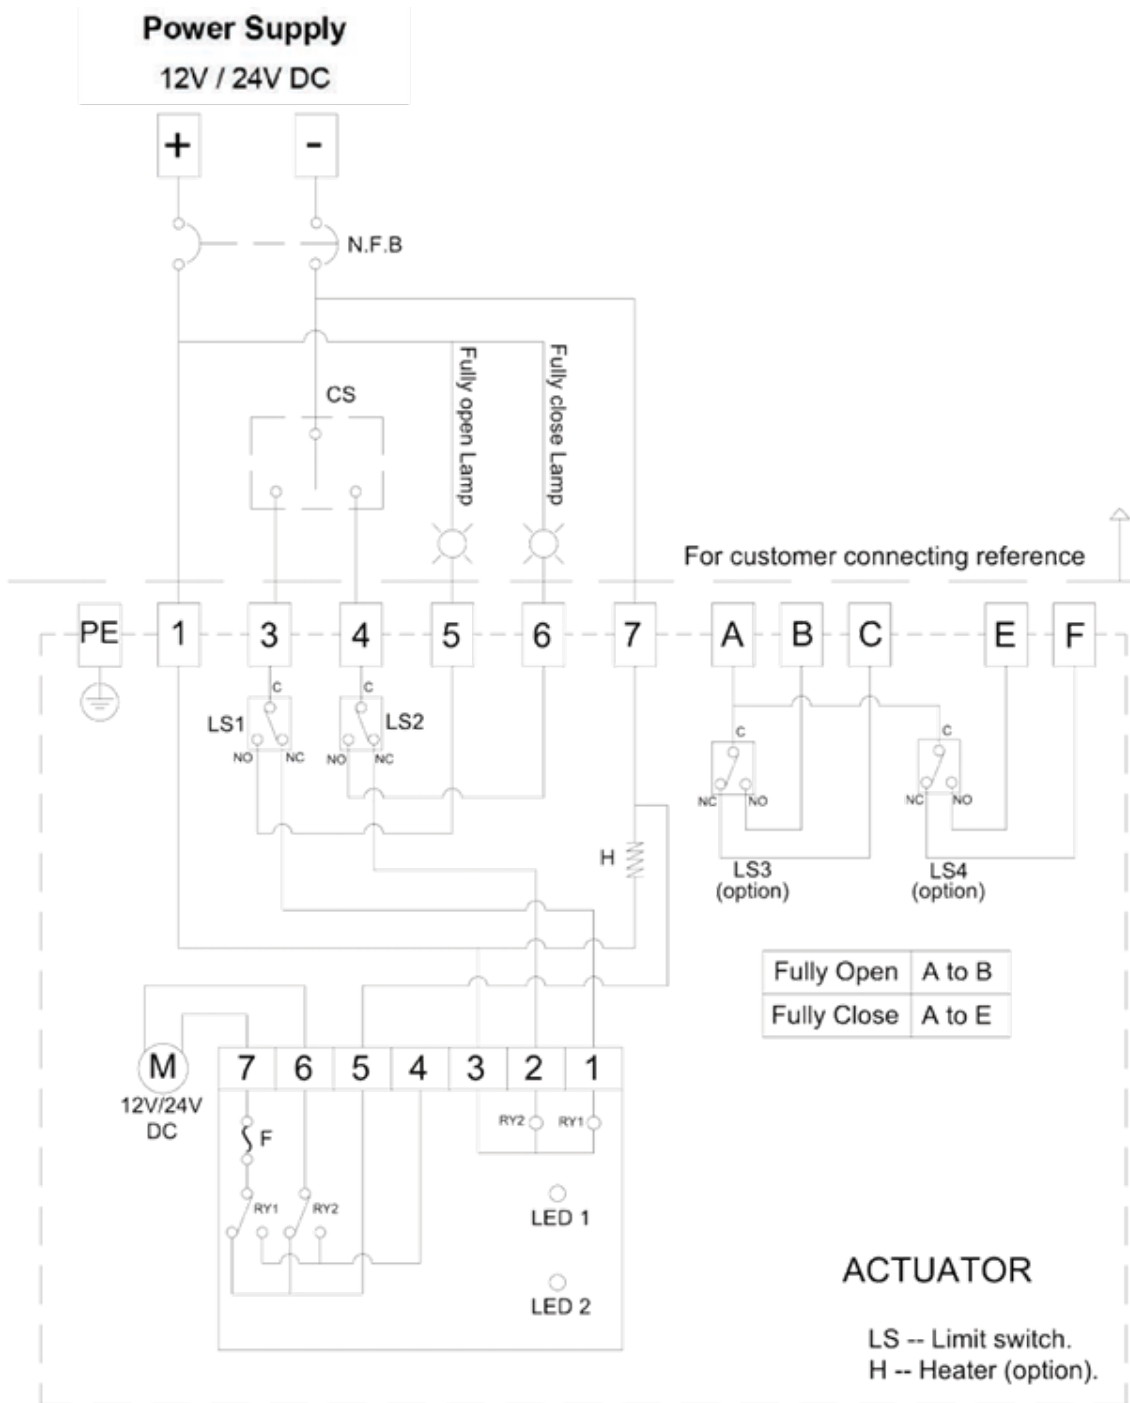 Power Supply
12V / 24V DC
+ -
N.F.B
CS
Fully open Lamp
Fully close Lamp
For customer connecting reference
PE 1 3 4 5 6 7 A B C E F
C C
LS1 LS2
NO NC NO NC
C C
NC NO NC NO
H
LS3
(option)
LS4
(option)
Fully Open A to B
Fully Close A to E
M
12V/24V
DC
7 6 5 4 3 2 1
F
RY2 RY1
RY1 RY2
LED 1
LED 2
ACTUATOR
LS -- Limit switch.
H -- Heater (option).